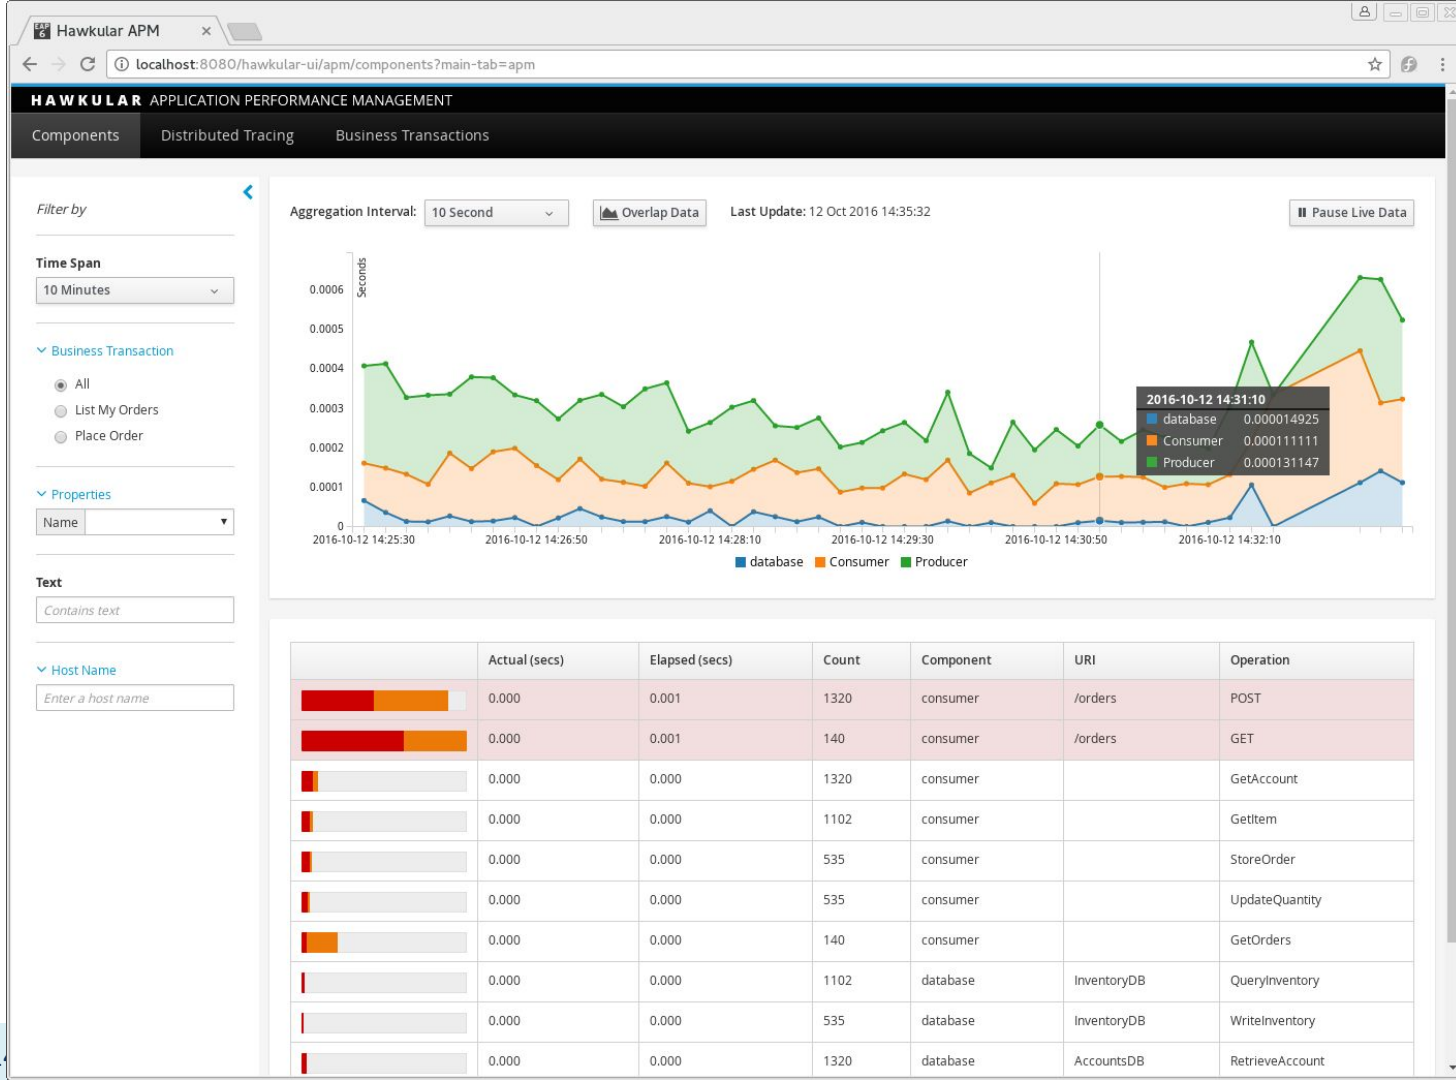 Hawkular APM
localhost:8080/hawkular-ui/apm/components?main-tab=apm
HAWKULAR APPLICATION PERFORMANCE MANAGEMENT
Components Distributed Tracing Business Transactions
Filter by
Time Span
10 Minutes
Business Transaction
All
List My Orders
Place Order
Properties
Name
Text
Contains text
Host Name
Enter a host name
Aggregation Interval: 10 Second Overlap Data Last Update: 12 Oct 2016 14:35:32 Pause Live Data
Seconds
0.0006
0.0005
0.0004
0.0003
0.0002
0.0001
0
2016-10-12 14:25:30 2016-10-12 14:26:50 2016-10-12 14:28:10 2016-10-12 14:29:30 2016-10-12 14:30:50 2016-10-12 14:32:10
2016-10-12 14:31:10
database 0.000014925
Consumer 0.000111111
Producer 0.000131147
database Consumer Producer
Actual (secs) Elapsed (secs) Count Component URI Operation
0.000 0.001 1320 consumer /orders POST
0.000 0.001 140 consumer /orders GET
0.000 0.000 1320 consumer GetAccount
0.000 0.000 1102 consumer GetItem
0.000 0.000 535 consumer StoreOrder
0.000 0.000 535 consumer UpdateQuantity
0.000 0.000 140 consumer GetOrders
0.000 0.000 1102 database InventoryDB QueryInventory
0.000 0.000 535 database InventoryDB WriteInventory
0.000 0.000 1320 database AccountsDB RetrieveAccount